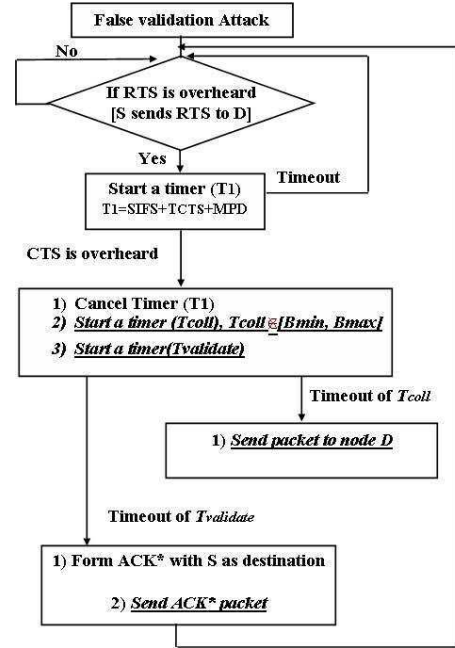 False validation Attack
No
If RTS is overheard
[S sends RTS to D]
Yes
Timeout
Start a timer (T1)
T1=SIFS+TCTS+MPD
CTS is overheard
1) Cancel Timer (T1)
2) Start a timer (Tcoll), Tcoll ∈ [Bmin, Bmax]
3) Start a timer(Tvalidate)
Timeout of Tcoll
1) Send packet to node D
Timeout of Tvalidate
1) Form ACK* with S as destination
2) Send ACK* packet